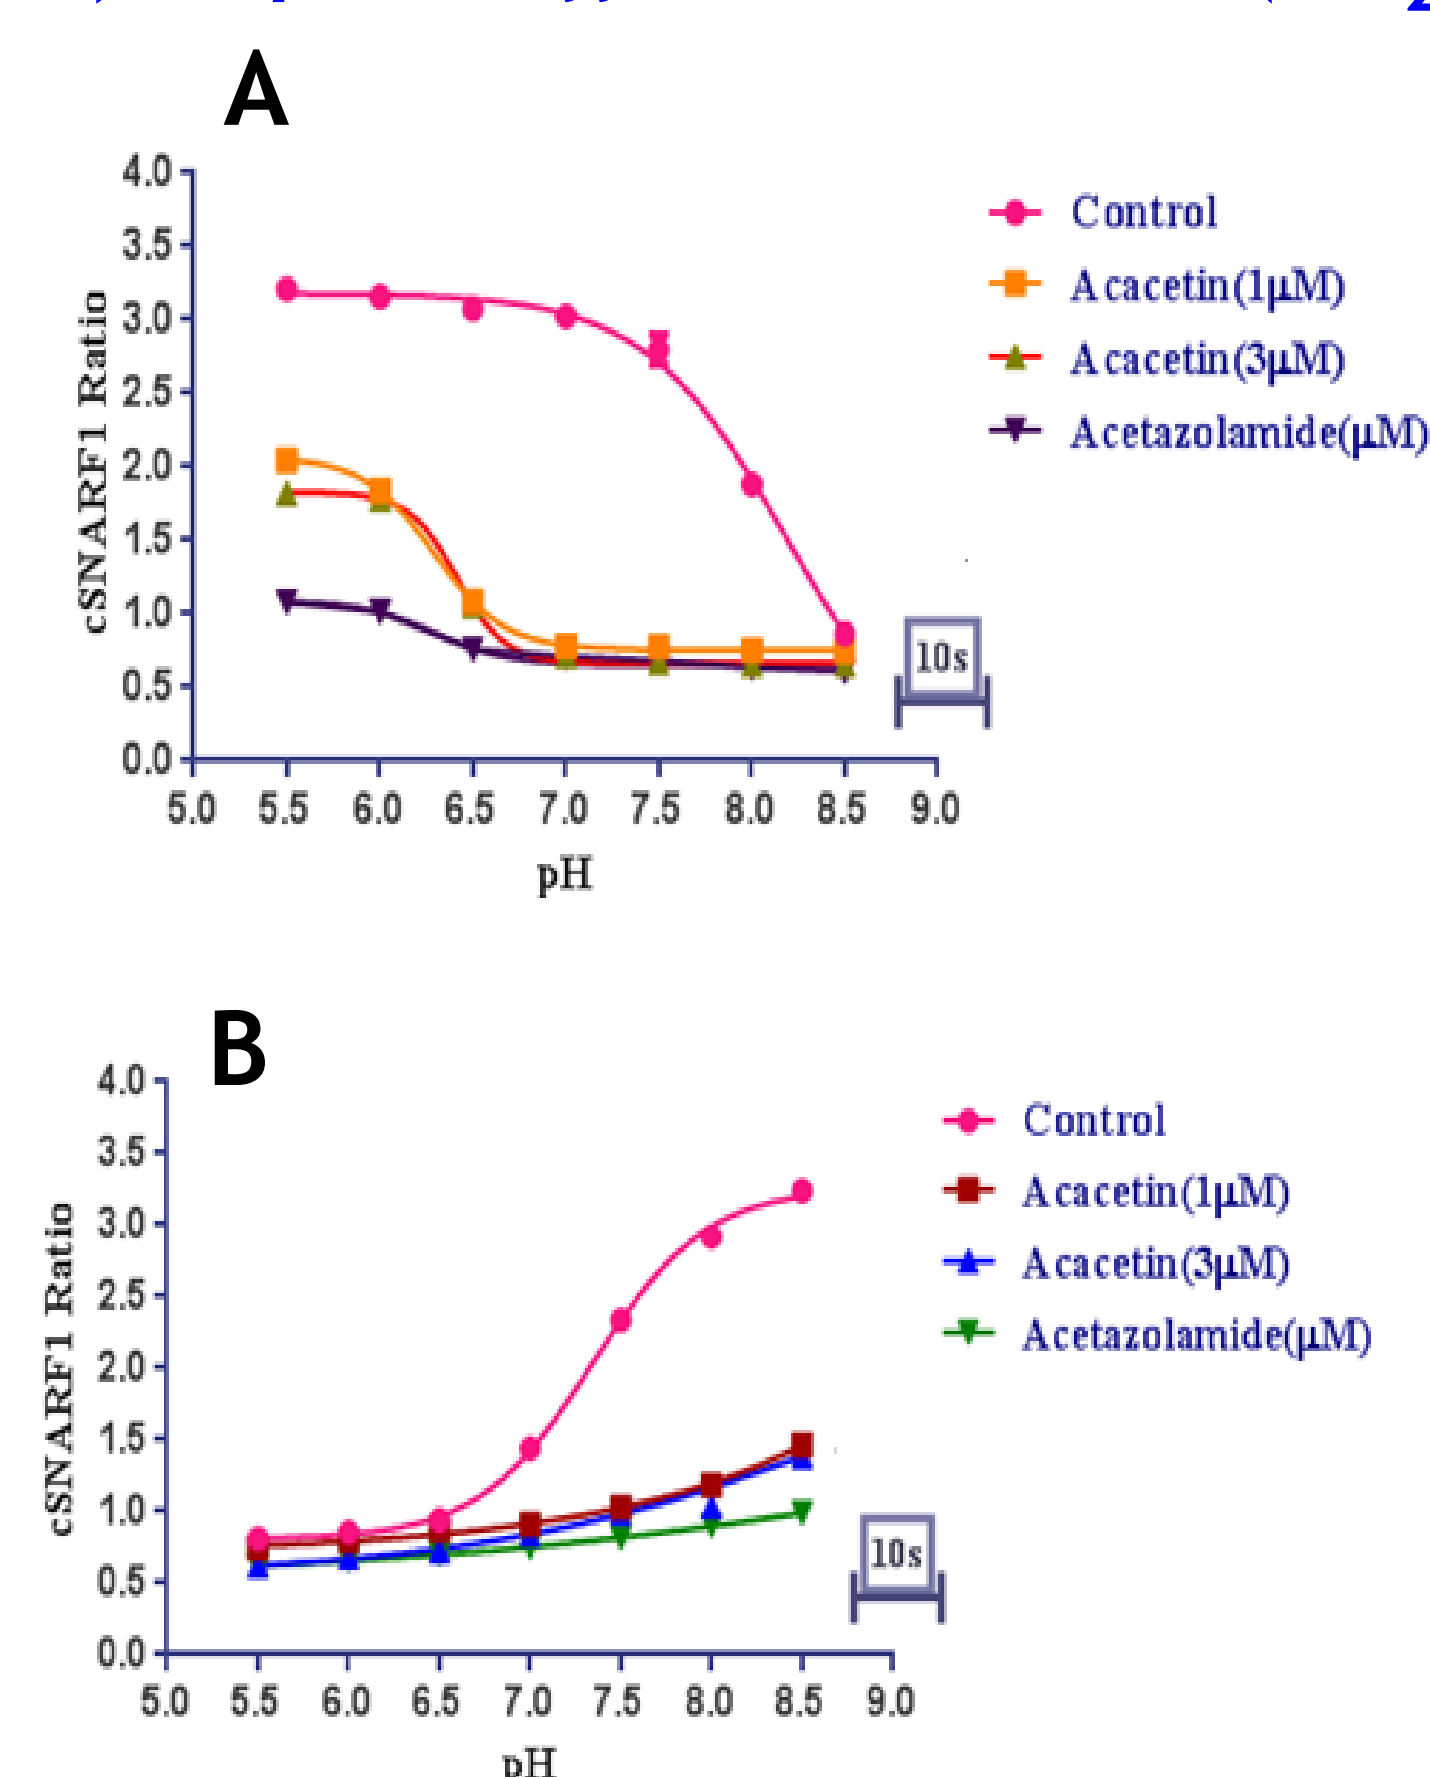 A
4.0
3.5
3.0
2.5
2.0
1.5
1.0
0.5
0.0
cSNARF1 Ratio
5.0 5.5 6.0 6.5 7.0 7.5 8.0 8.5 9.0
pH
Control
Acacetin(1μM)
Acacetin(3μM)
Acetazolamide(μM)
10s
B
4.0
3.5
3.0
2.5
2.0
1.5
1.0
0.5
0.0
cSNARF1 Ratio
5.0 5.5 6.0 6.5 7.0 7.5 8.0 8.5 9.0
pH
Control
Acacetin(1μM)
Acacetin(3μM)
Acetazolamide(μM)
10s